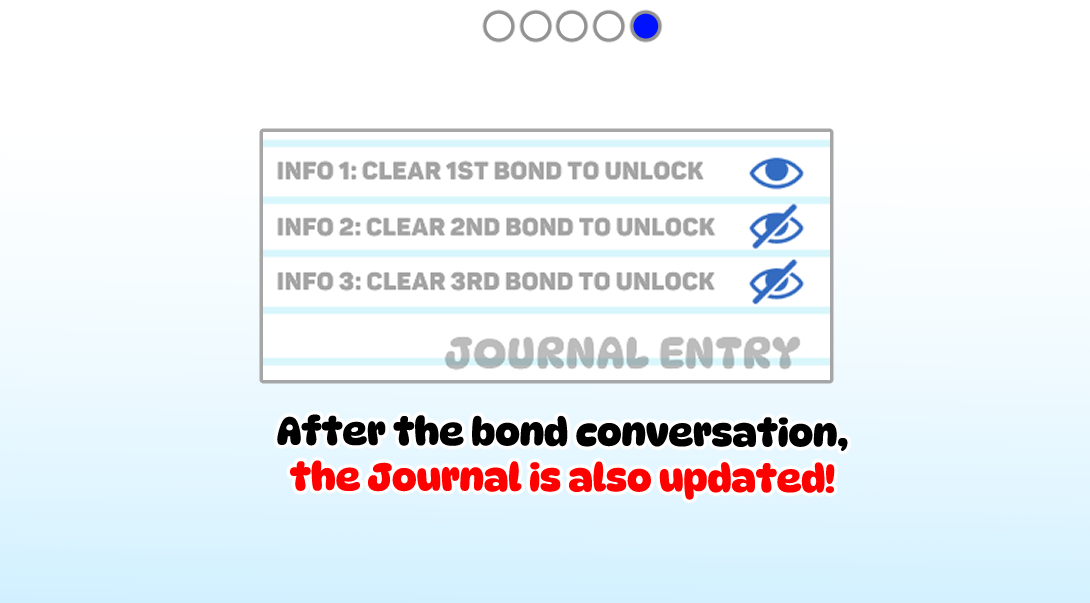 INFO 1: CLEAR 1ST BOND TO UNLOCK
INFO 2: CLEAR 2ND BOND TO UNLOCK
INFO 3: CLEAR 3RD BOND TO UNLOCK
JOURNAL ENTRY
After the bond conversation,
the Journal is also updated!